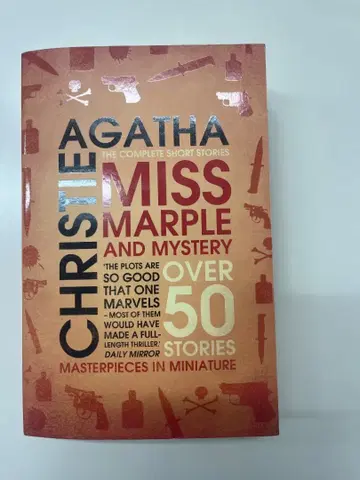 AGATHA
CHRISTIE
THE COMPLETE SHORT STORIES
MISS
MARPLE
AND MYSTERY
'THE PLOTS ARE
SO GOOD
THAT ONE
MARVELS
– MOST OF THEM
WOULD HAVE
MADE A FULL-
LENGTH THRILLER.'
DAILY MIRROR
OVER
50
STORIES
MASTERPIECES IN MINIATURE